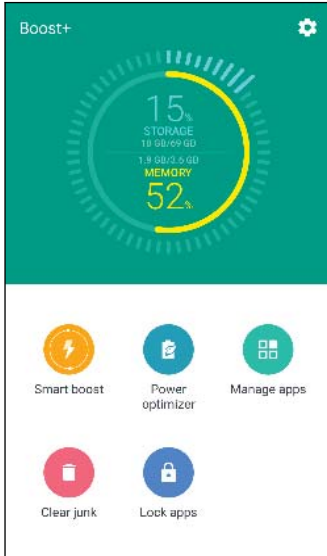 Boost+
15%
STORAGE
10 GB/69 GB
1.9 GB/3.6 GB
MEMORY
52%
Smart boost
Power
optimizer
Manage apps
Clear junk
Lock apps